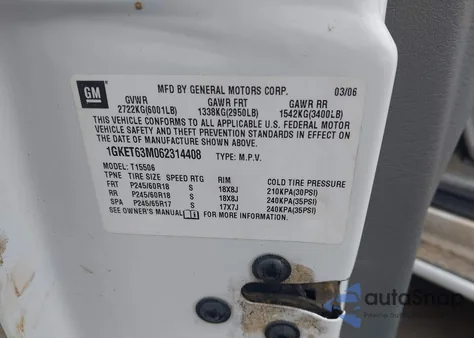 GM
MFD BY GENERAL MOTORS CORP. 03/06
GVWR GAWR FRT GAWR RR
2722KG(6001LB) 1338KG(2950LB) 1542KG(3400LB)
THIS VEHICLE CONFORMS TO ALL APPLICABLE U.S. FEDERAL MOTOR
VEHICLE SAFETY AND THEFT PREVENTION STANDARDS IN EFFECT ON
THE DATE OF MANUFACTURE SHOWN ABOVE.
1GKET63M062314408 TYPE: M.P.V.
MODEL: T15506
TPNE TIRE SIZE SPEED RTG RIM COLD TIRE PRESSURE
FRT P245/60R18 S 18X8J 210KPA(30PSI)
RR P245/60R18 S 18X8J 240KPA(35PSI)
SPA P245/65R17 S 17X7J 240KPA(35PSI)
SEE OWNER'S MANUAL FOR MORE INFORMATION
autoSnap